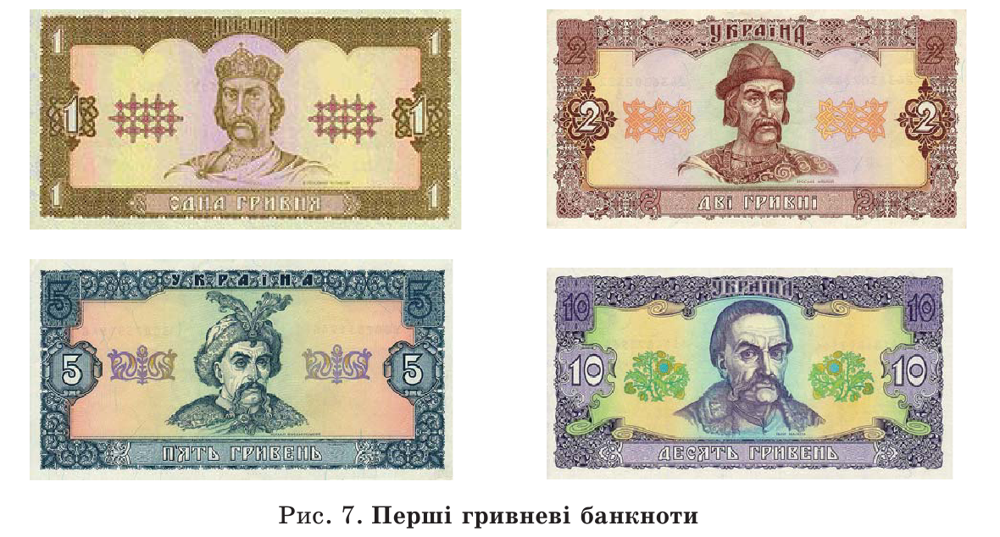 1 1
1 1
1 1
ОДНА ГРИВНЯ
УКРАЇНА
2 2
2 2
ДВІ ГРИВНІ
УКРАЇНА
5 5
5 5
П'ЯТЬ ГРИВЕНЬ
УКРАЇНА
10 10
10 10
ДЕСЯТЬ ГРИВЕНЬ
Рис. 7. Перші гривневі банкноти